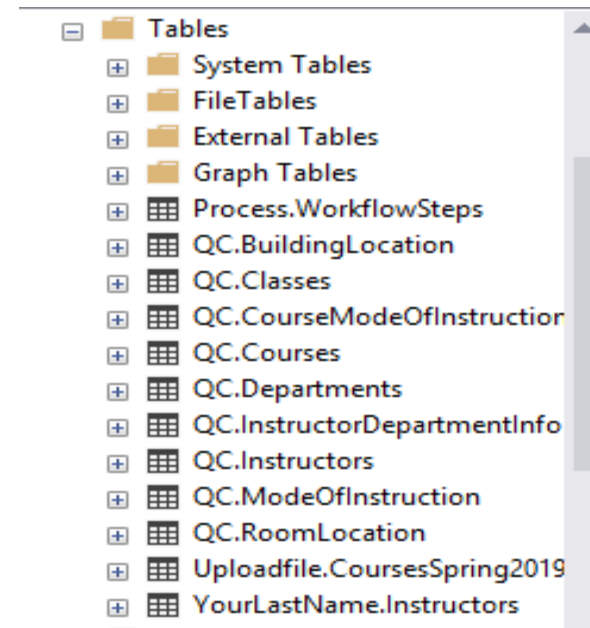 Tables
System Tables
FileTables
External Tables
Graph Tables
Process.WorkflowSteps
QC.BuildingLocation
QC.Classes
QC.CourseModeOfInstruction
QC.Courses
QC.Departments
QC.InstructorDepartmentInfo
QC.Instructors
QC.ModeOfInstruction
QC.RoomLocation
Uploadfile.CoursesSpring2019
YourLastName.Instructors